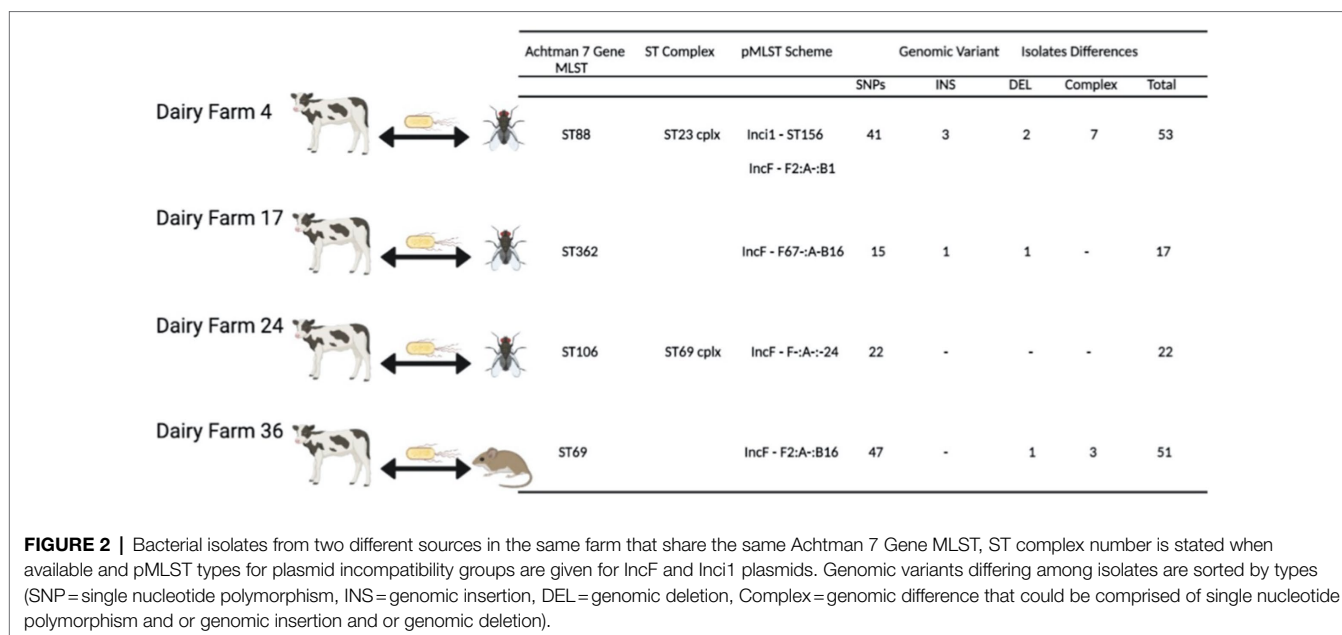 Achtman 7 Gene MLST ST Complex pMLST Scheme Genomic Variant Isolates Differences
SNPs INS DEL Complex Total
Dairy Farm 4 ST88 ST23 cplx Inci1 - ST156 41 3 2 7 53
IncF - F2:A-:B1
Dairy Farm 17 ST362 IncF - F67-:A-B16 15 1 1 - 17
Dairy Farm 24 ST106 ST69 cplx IncF - F-:A-:-24 22 - - - 22
Dairy Farm 36 ST69 IncF - F2:A-:B16 47 - 1 3 51
FIGURE 2 | Bacterial isolates from two different sources in the same farm that share the same Achtman 7 Gene MLST, ST complex number is stated when
available and pMLST types for plasmid incompatibility groups are given for IncF and Inci1 plasmids. Genomic variants differing among isolates are sorted by types
(SNP = single nucleotide polymorphism, INS = genomic insertion, DEL = genomic deletion, Complex = genomic difference that could be comprised of single nucleotide
polymorphism and or genomic insertion and or genomic deletion).